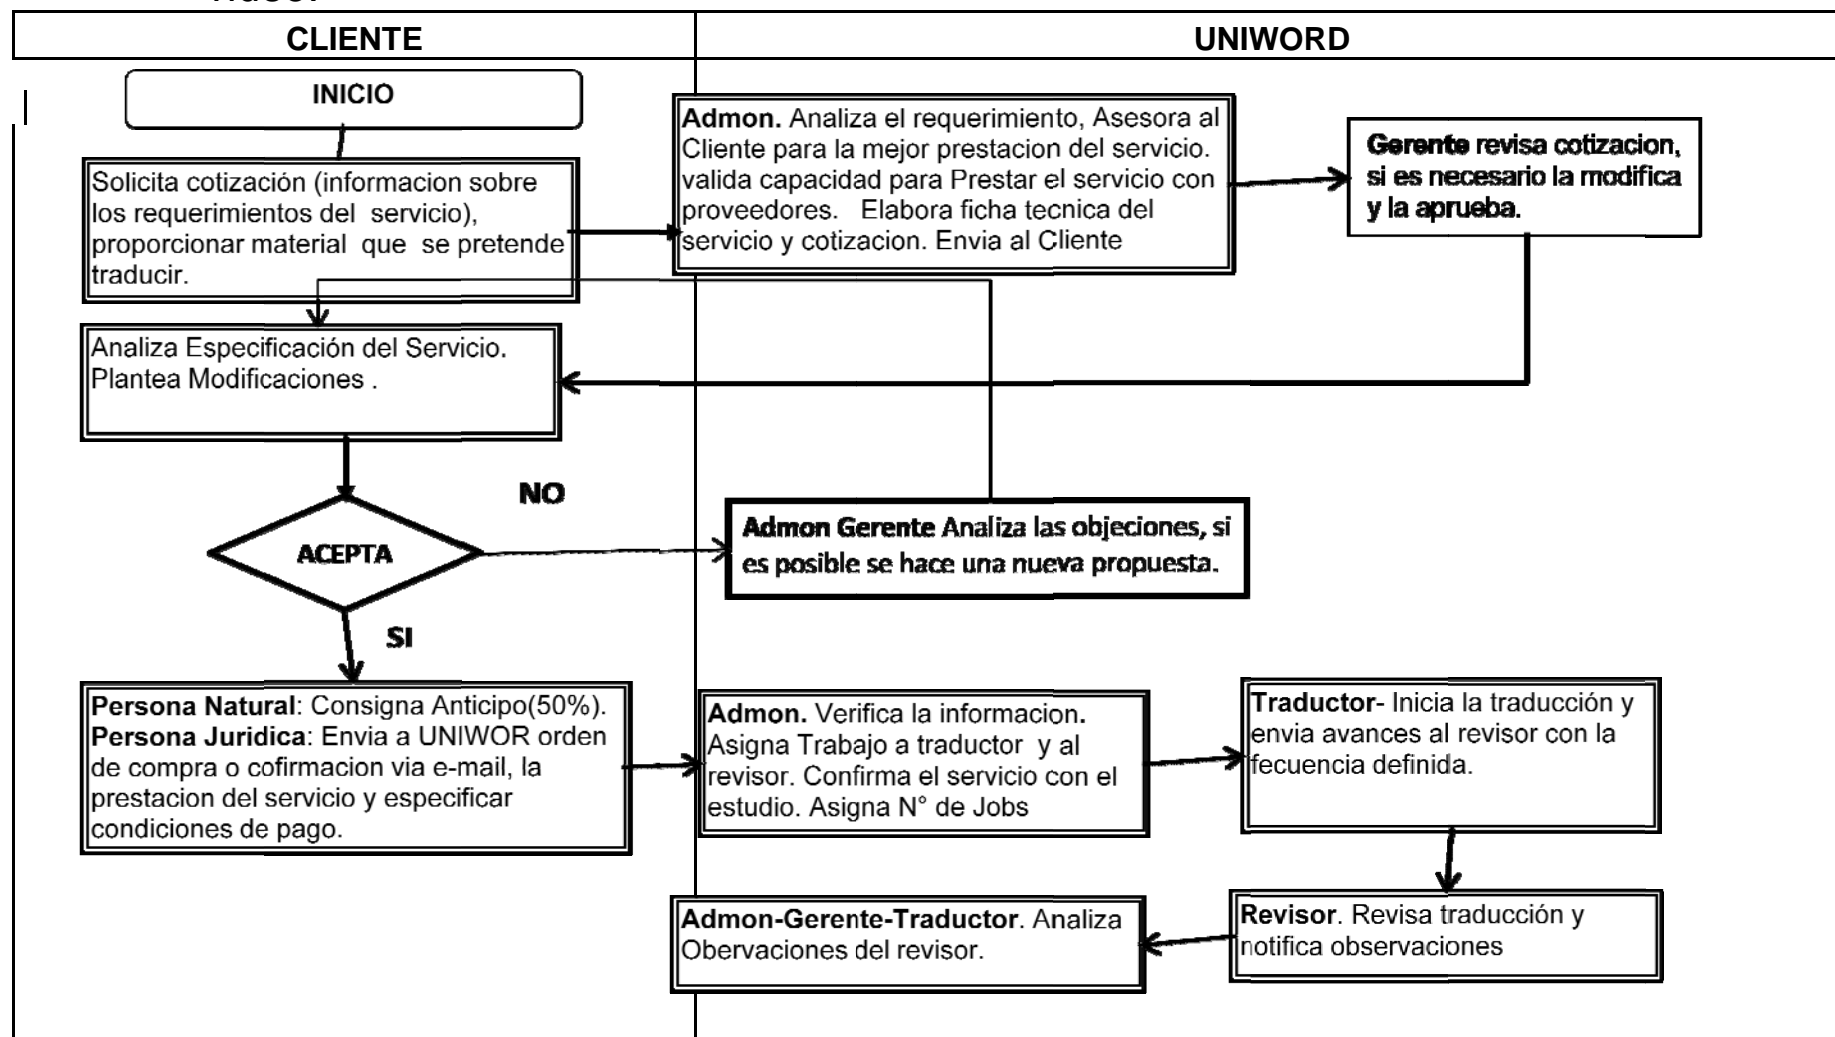 CLIENTE
UNIWORD
INICIO
Solicita cotización (informacion sobre
los requerimientos del servicio),
proporcionar material que se pretende
traducir.
Admon. Analiza el requerimiento, Asesora al
Cliente para la mejor prestacion del servicio.
valida capacidad para Prestar el servicio con
proveedores. Elabora ficha tecnica del
servicio y cotizacion. Envia al Cliente
Gerente revisa cotizacion,
si es necesario la modifica
y la aprueba.
Analiza Especificación del Servicio.
Plantea Modificaciones .
ACEPTA
NO
Admon Gerente Analiza las objeciones, si
es posible se hace una nueva propuesta.
SI
Persona Natural: Consigna Anticipo(50%).
Persona Juridica: Envia a UNIWOR orden
de compra o cofirmacion via e-mail, la
prestacion del servicio y especificar
condiciones de pago.
Admon. Verifica la informacion.
Asigna Trabajo a traductor y al
revisor. Confirma el servicio con el
estudio. Asigna N° de Jobs
Traductor- Inicia la traducción y
envia avances al revisor con la
fecuencia definida.
Revisor. Revisa traducción y
notifica observaciones
Admon-Gerente-Traductor. Analiza
Obervaciones del revisor.